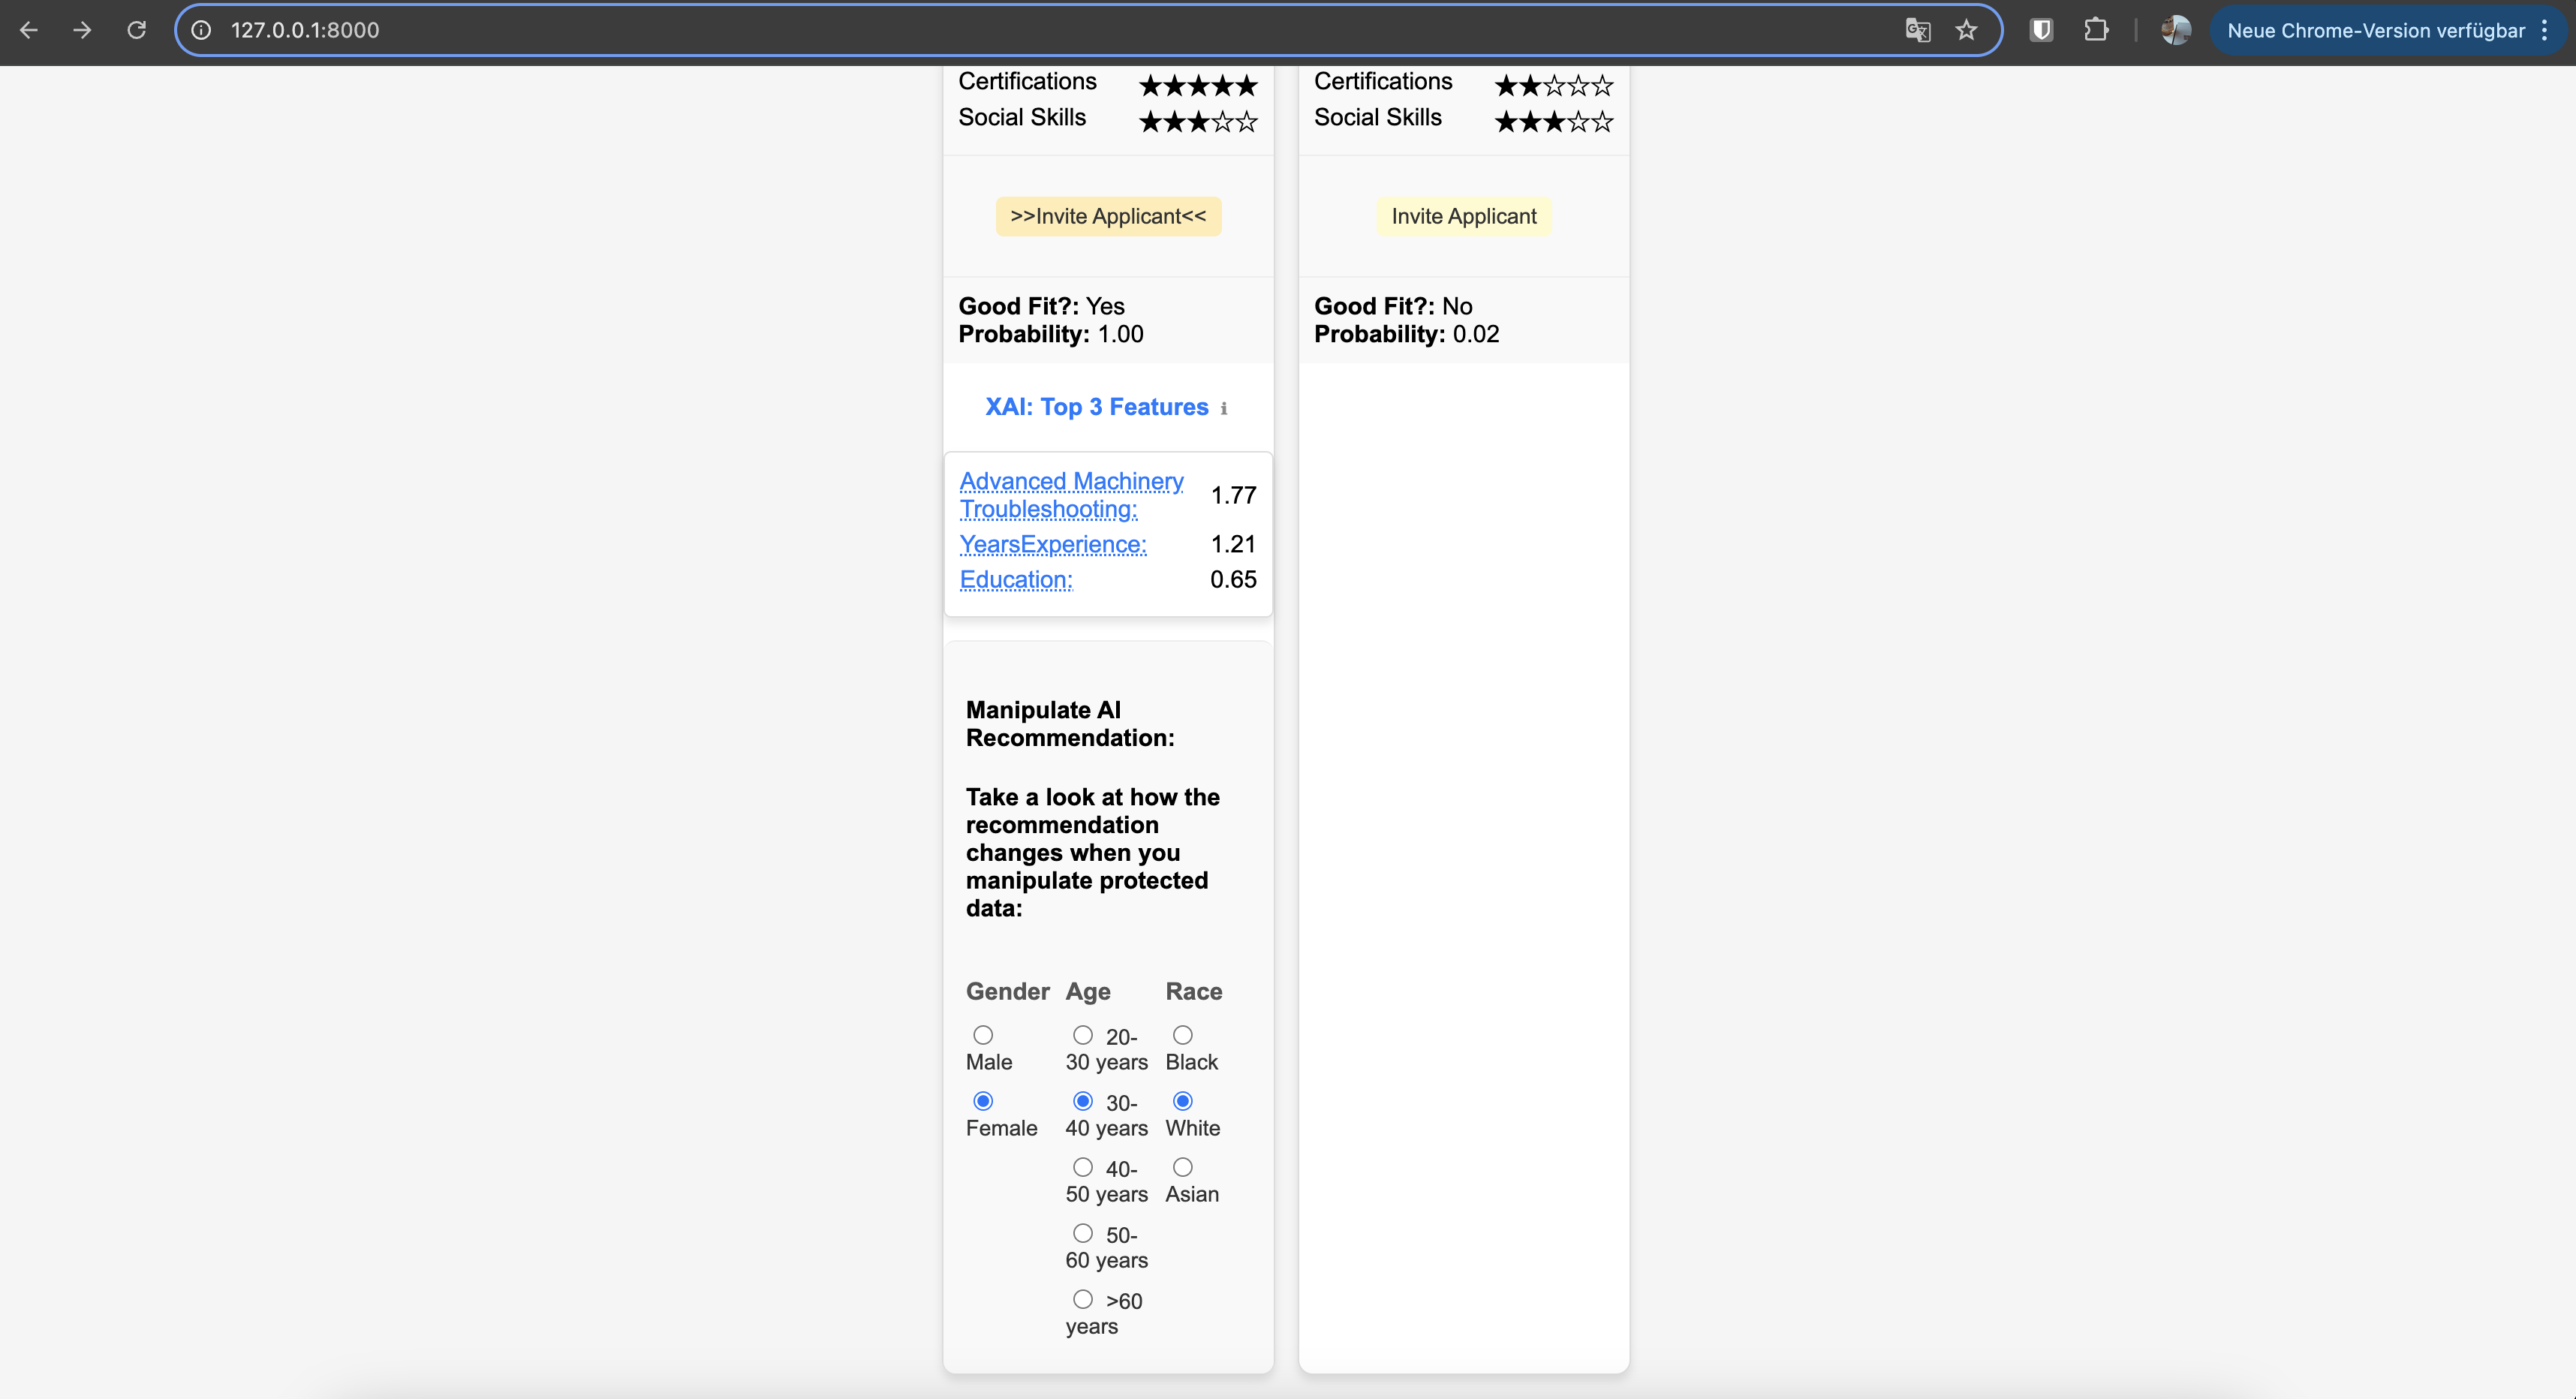 127.0.0.1:8000
Neue Chrome-Version verfügbar
Certifications ★★★★★
Social Skills ★★★☆☆
>>Invite Applicant<<
Good Fit?: Yes
Probability: 1.00
XAI: Top 3 Features i
Advanced Machinery
Troubleshooting: 1.77
YearsExperience: 1.21
Education: 0.65
Manipulate AI
Recommendation:
Take a look at how the
recommendation
changes when you
manipulate protected
data:
Gender Age Race
Male
Female
20-
30 years
30-
40 years
40-
50 years
50-
60 years
>60
years
Black
White
Asian
Certifications ★★☆☆☆
Social Skills ★★★☆☆
Invite Applicant
Good Fit?: No
Probability: 0.02